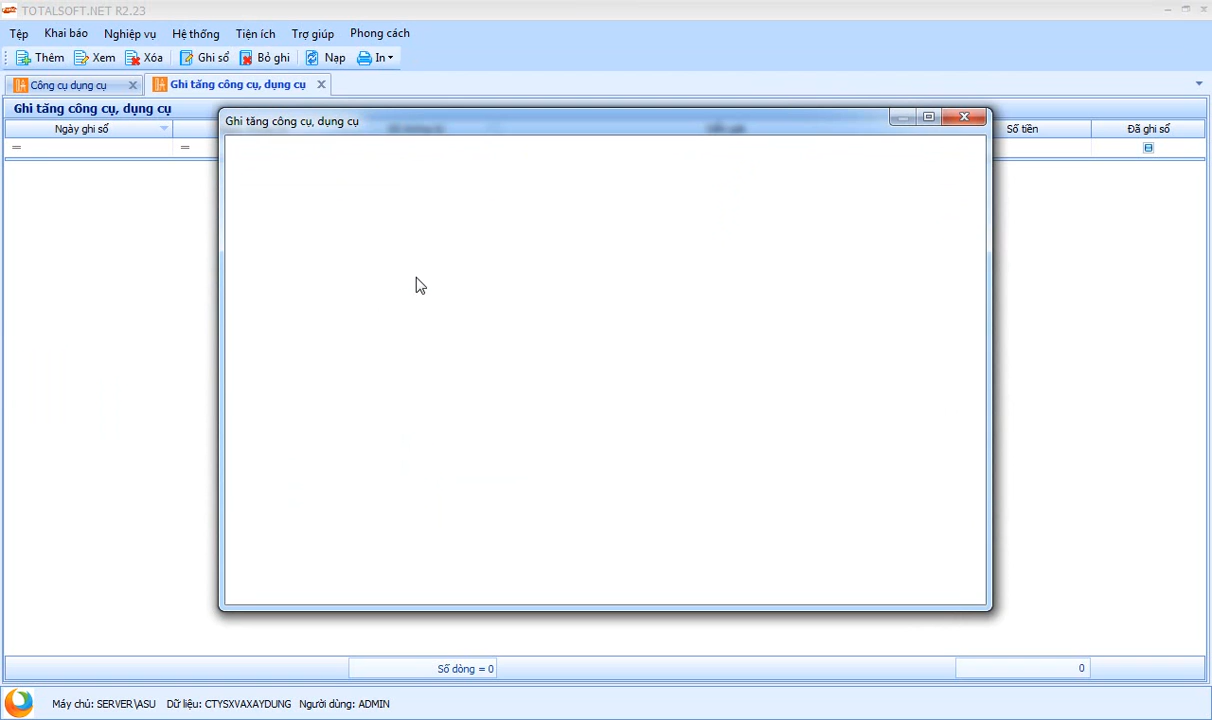 TOTALSOFT.NET R2.23
Tệp Khai báo Nghiệp vụ Hệ thống Tiện ích Trợ giúp Phong cách
Thêm Xem Xóa Ghi sổ Bỏ ghi Nạp In
Công cụ dụng cụ Ghi tăng công cụ, dụng cụ
Ghi tăng công cụ, dụng cụ
Ghi tăng công cụ, dụng cụ
Ngày ghi sổ Số tiền Đã ghi sổ
= =
Số dòng = 0 0
Máy chủ: SERVER\ASU Dữ liệu: CTYSXVAXAYDUNG Người dùng: ADMIN